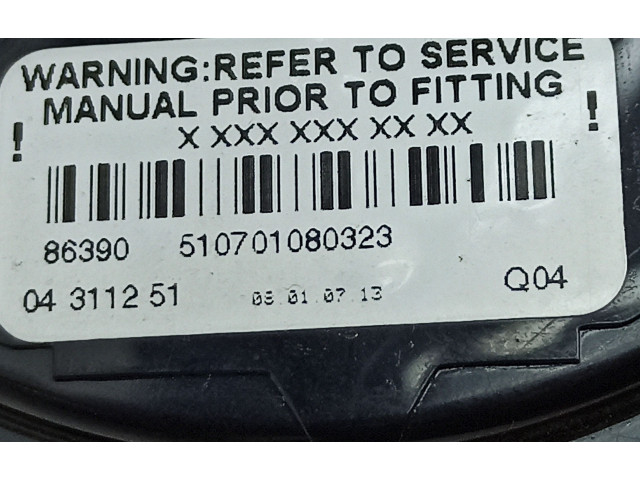 WARNING:REFER TO SERVICE
! MANUAL PRIOR TO FITTING !
X XXX XXX XX XX
86390 510701080323
04 3112 51 08.01.07 13 Q04